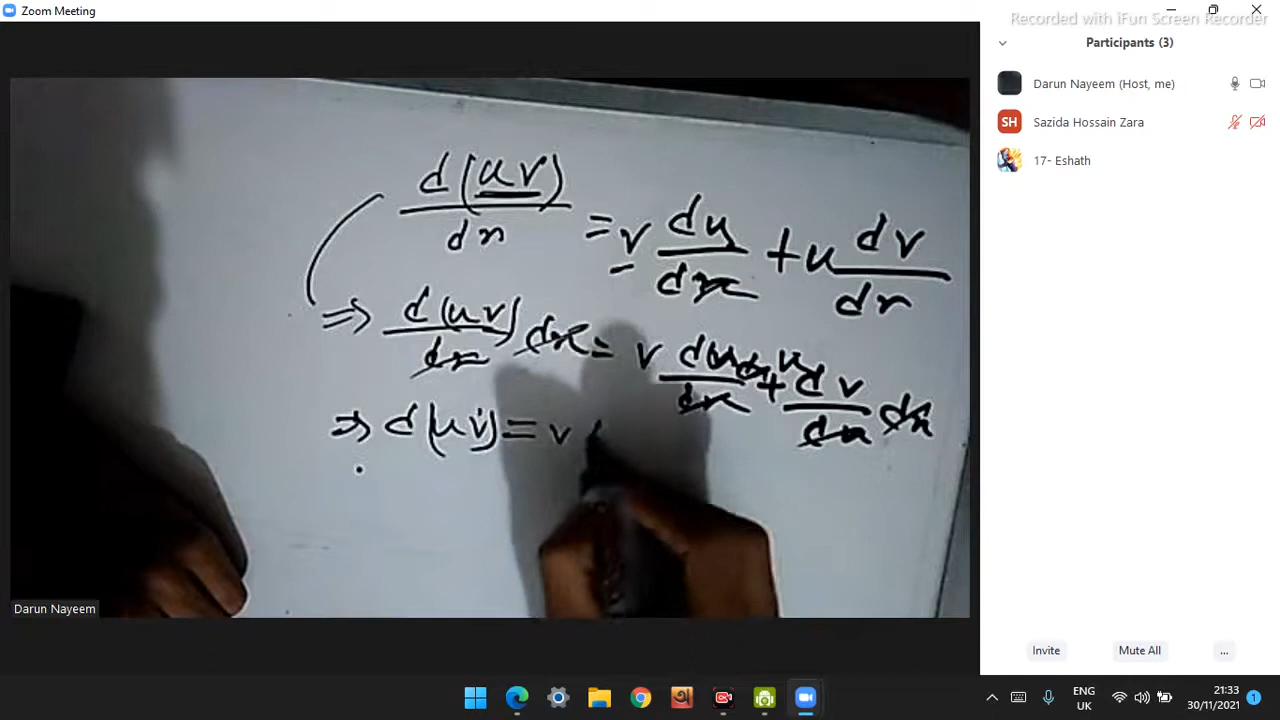 Zoom Meeting
Recorded with iFun Screen Recorder
Participants (3)
Darun Nayeem (Host, me)
SH Sazida Hossain Zara
17- Eshath
d(uv)/dx = v du/dx + u dv/dx
⇒ d(uv)/dx dx = v du/dx dx + u dv/dx dx
⇒ d(uv) = v
Darun Nayeem
Invite Mute All ...
অ ENG 21:33
UK 30/11/2021 1